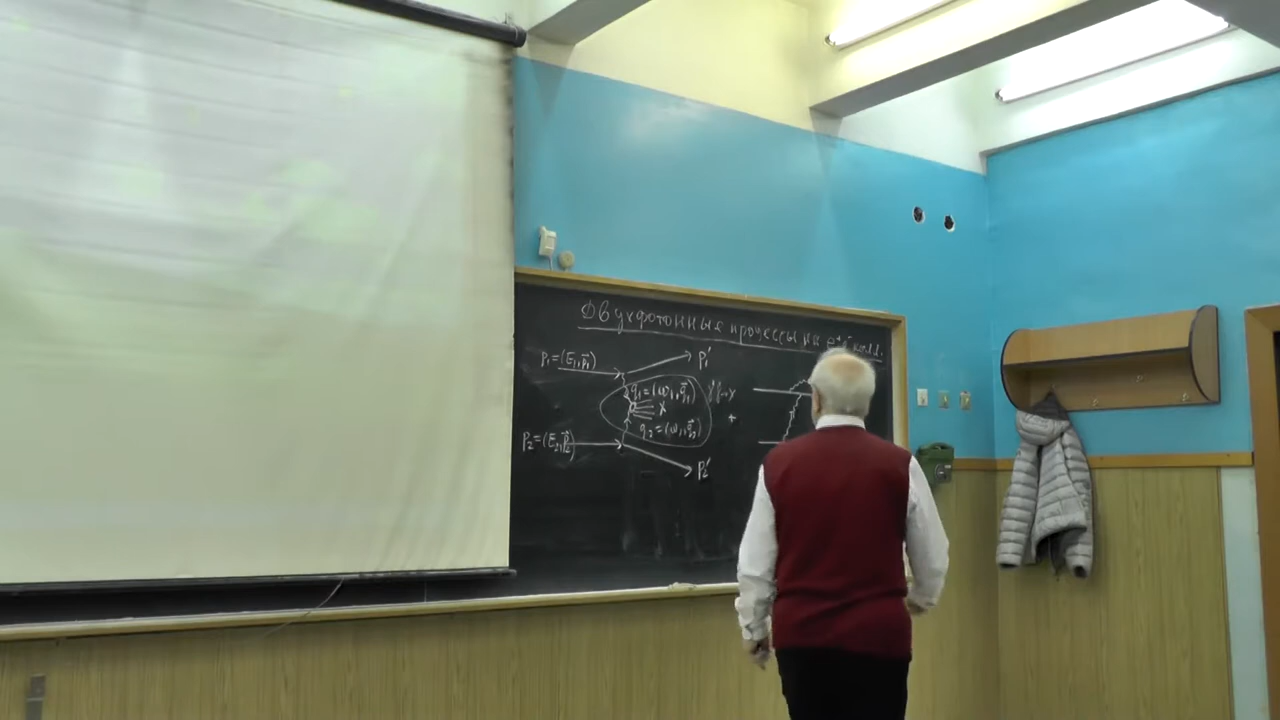 Двухфотонные процессы на e⁺e⁻ колл.
p₁=(E₁,p⃗₁)
p₁'
q₁=(ω₁,q⃗₁)
γγ→X
X
+
q₂=(ω₂,q⃗₂)
p₂=(E₂,p⃗₂)
p₂'